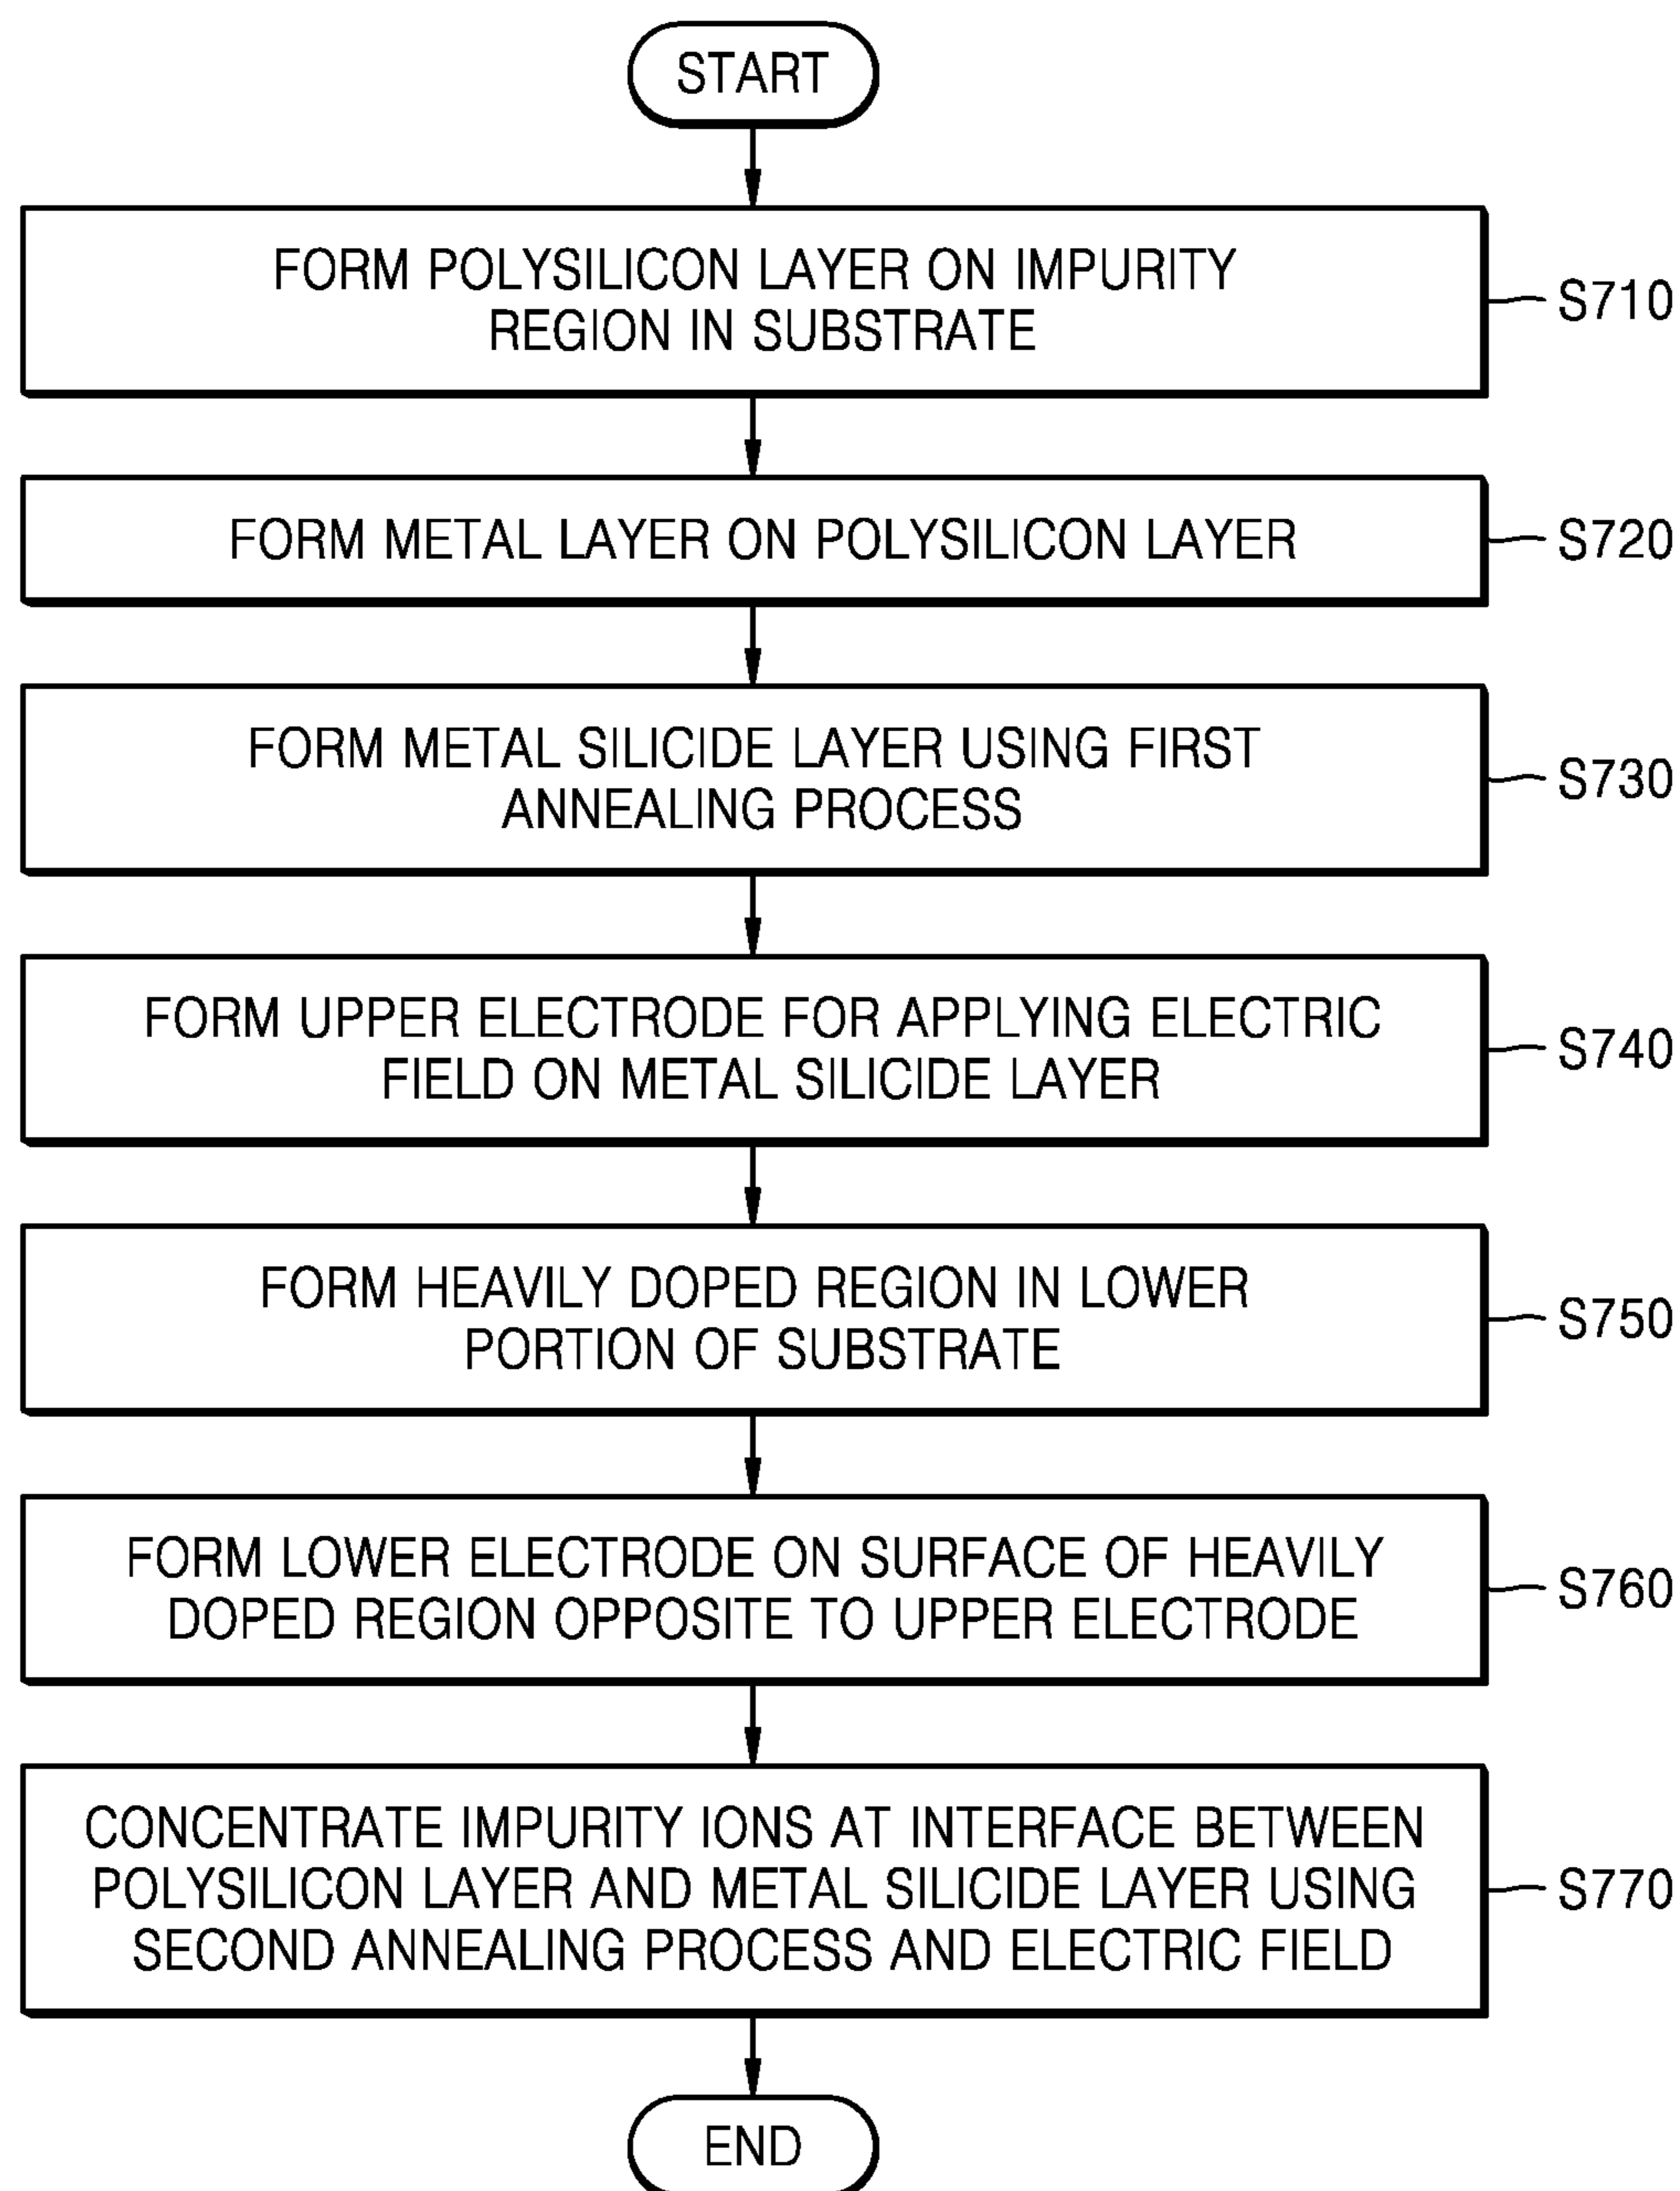 START
FORM POLYSILICON LAYER ON IMPURITY
REGION IN SUBSTRATE
S710
FORM METAL LAYER ON POLYSILICON LAYER
S720
FORM METAL SILICIDE LAYER USING FIRST
ANNEALING PROCESS
S730
FORM UPPER ELECTRODE FOR APPLYING ELECTRIC
FIELD ON METAL SILICIDE LAYER
S740
FORM HEAVILY DOPED REGION IN LOWER
PORTION OF SUBSTRATE
S750
FORM LOWER ELECTRODE ON SURFACE OF HEAVILY
DOPED REGION OPPOSITE TO UPPER ELECTRODE
S760
CONCENTRATE IMPURITY IONS AT INTERFACE BETWEEN
POLYSILICON LAYER AND METAL SILICIDE LAYER USING
SECOND ANNEALING PROCESS AND ELECTRIC FIELD
S770
END